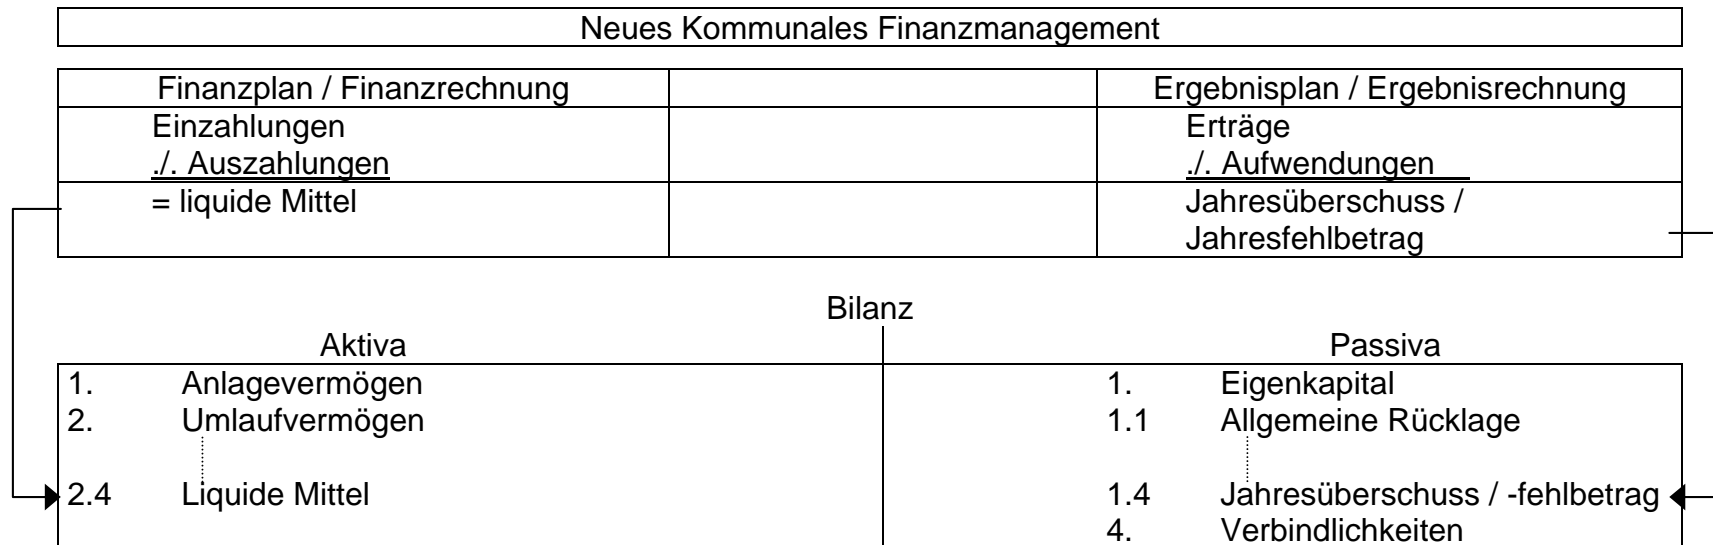 Neues Kommunales Finanzmanagement
Finanzplan / Finanzrechnung
Ergebnisplan / Ergebnisrechnung
Einzahlungen
Erträge
./. Auszahlungen
./. Aufwendungen
= liquide Mittel
Jahresüberschuss /
Jahresfehlbetrag
Bilanz
Aktiva
Passiva
1. Anlagevermögen
1. Eigenkapital
2. Umlaufvermögen
1.1 Allgemeine Rücklage
2.4 Liquide Mittel
1.4 Jahresüberschuss / -fehlbetrag
4. Verbindlichkeiten